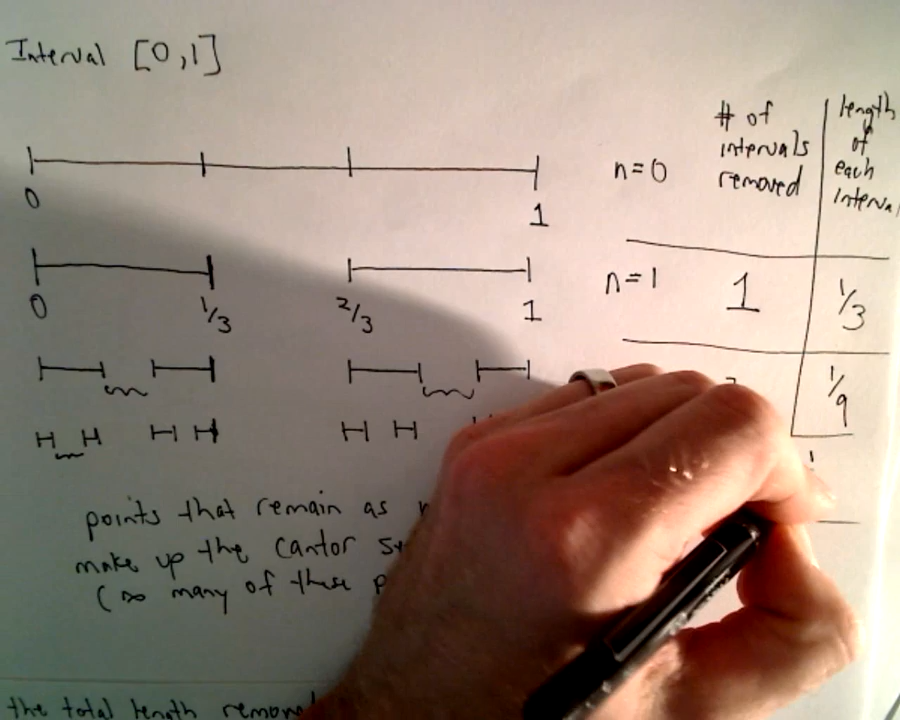 Interval [0,1]
# of intervals removed
length of each interval
n=0
0 1
n=1 1 1/3
0 1/3 2/3 1
1/9
points that remain as
make up the Cantor
(∞ many of these
the total length removed